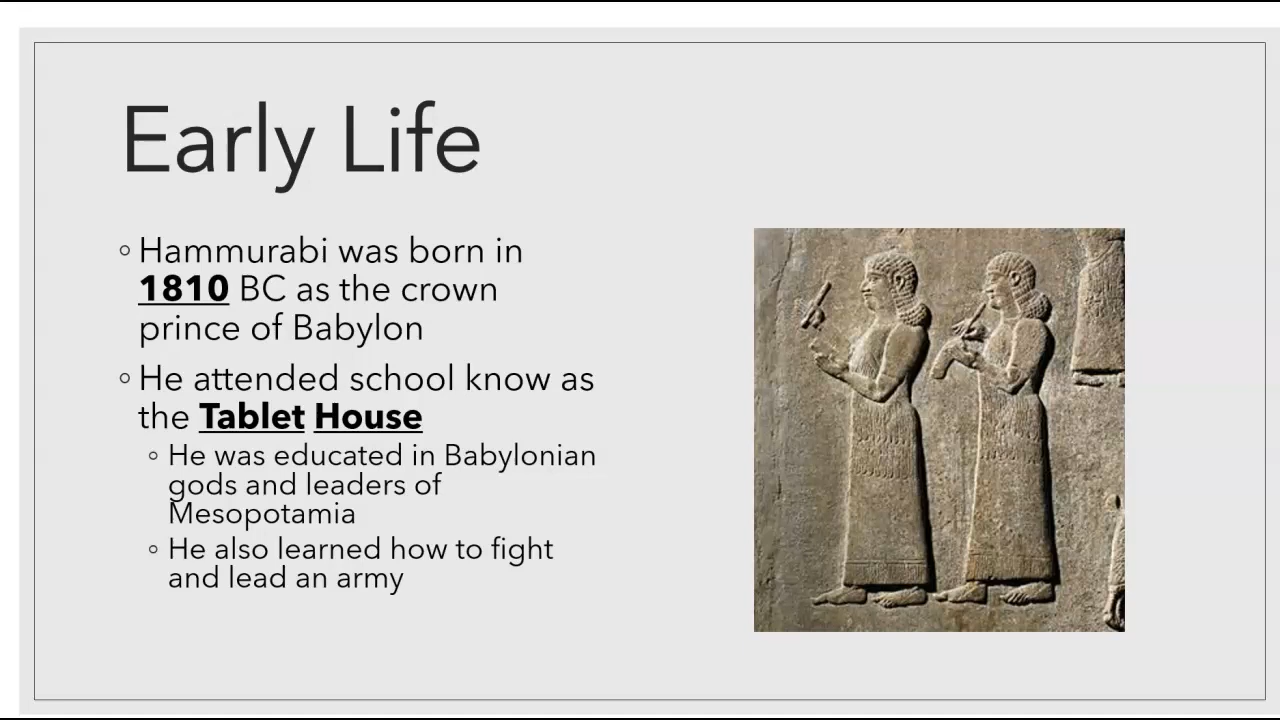 Early Life
◦ Hammurabi was born in
1810 BC as the crown
prince of Babylon
◦ He attended school know as
the Tablet House
◦ He was educated in Babylonian
gods and leaders of
Mesopotamia
◦ He also learned how to fight
and lead an army